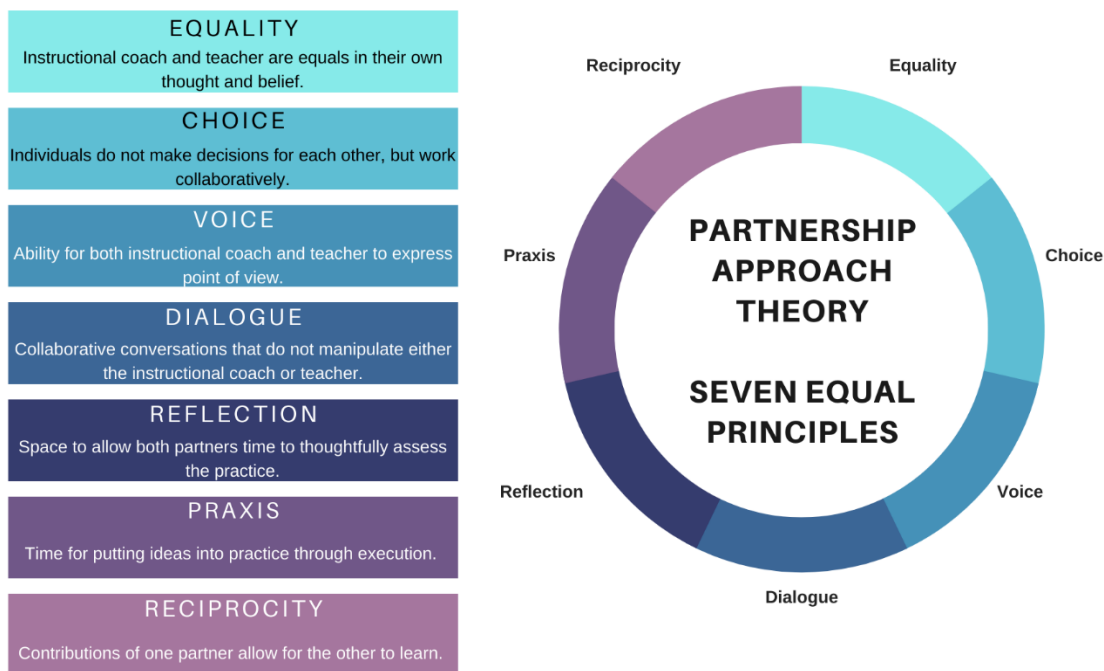 EQUALITY
Instructional coach and teacher are equals in their own
thought and belief.
CHOICE
Individuals do not make decisions for each other, but work
collaboratively.
VOICE
Ability for both instructional coach and teacher to express
point of view.
DIALOGUE
Collaborative conversations that do not manipulate either
the instructional coach or teacher.
REFLECTION
Space to allow both partners time to thoughtfully assess
the practice.
PRAXIS
Time for putting ideas into practice through execution.
RECIPROCITY
Contributions of one partner allow for the other to learn.
Reciprocity
Equality
Praxis
Choice
PARTNERSHIP
APPROACH
THEORY
SEVEN EQUAL
PRINCIPLES
Reflection
Voice
Dialogue